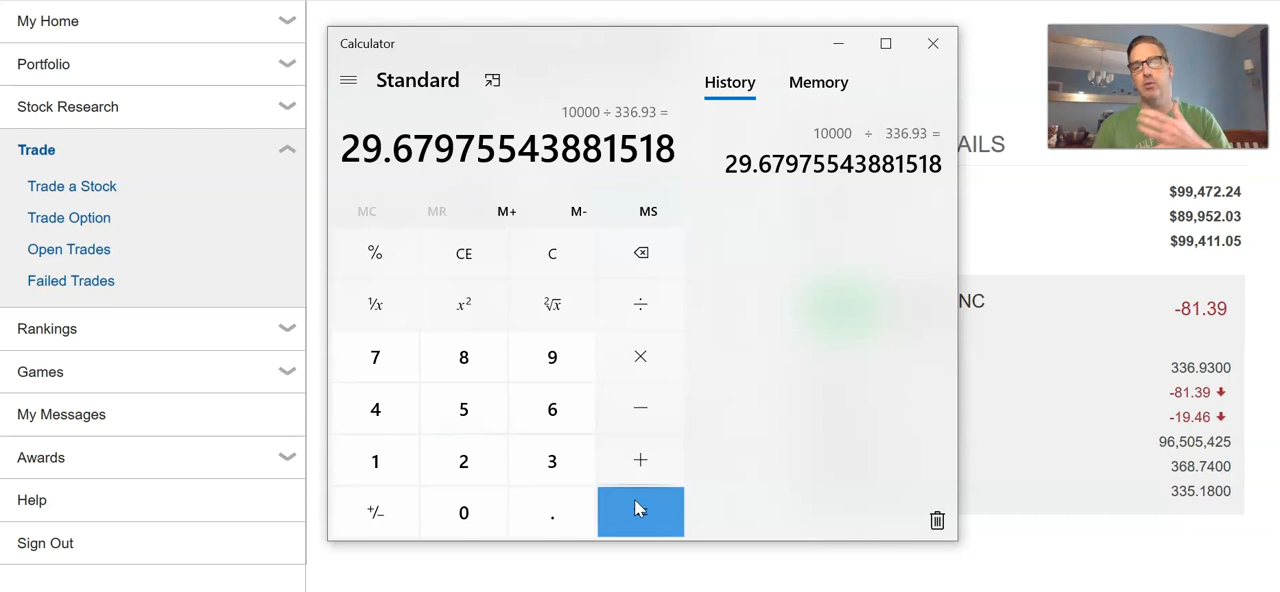 My Home
Portfolio
Stock Research
Trade
Trade a Stock
Trade Option
Open Trades
Failed Trades
Rankings
Games
My Messages
Awards
Help
Sign Out
Calculator
Standard
10000 ÷ 336.93 =
29.67975543881518
MC MR M+ M- MS
% CE C
¹/x x² ²√x ÷
7 8 9 ×
4 5 6 −
1 2 3 +
+/− 0 . =
History Memory
10000 ÷ 336.93 =
29.67975543881518
AILS
$99,472.24
$89,952.03
$99,411.05
NC
-81.39
336.9300
-81.39
-19.46
96,505,425
368.7400
335.1800